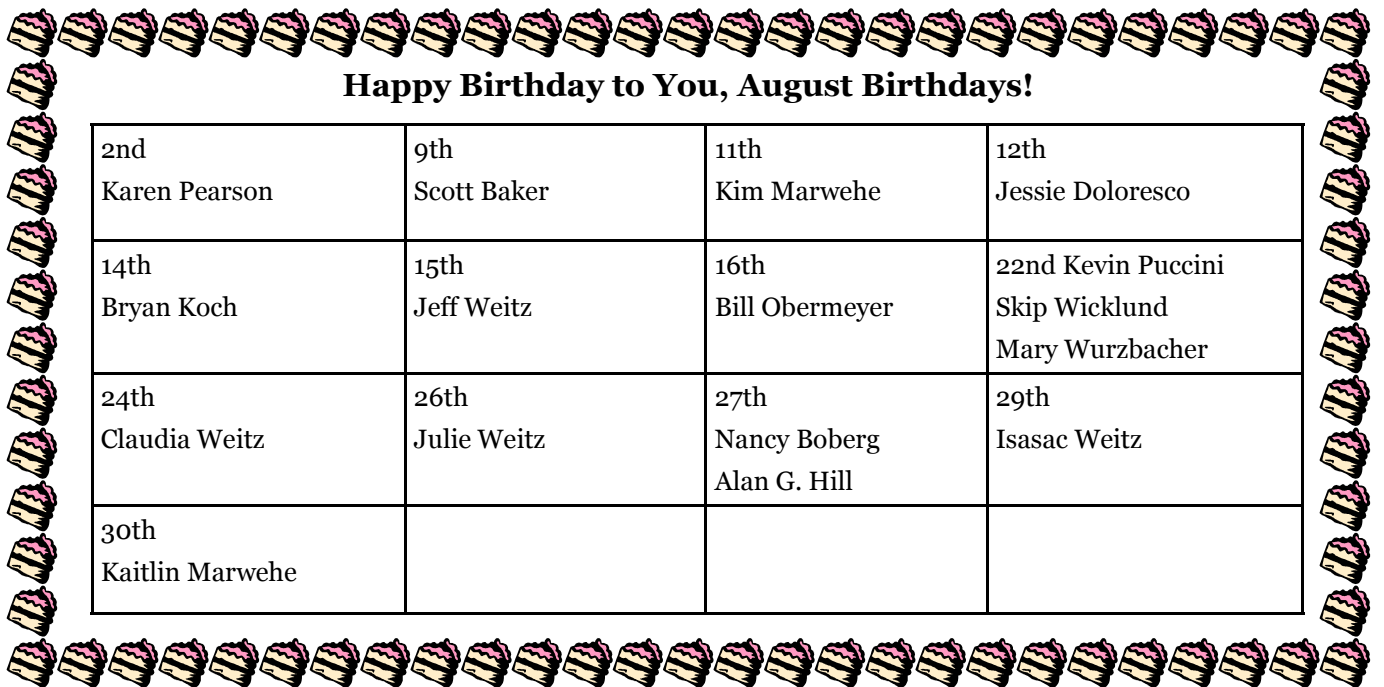 Happy Birthday to You, August Birthdays!
2nd
Karen Pearson
9th
Scott Baker
11th
Kim Marwehe
12th
Jessie Doloresco
14th
Bryan Koch
15th
Jeff Weitz
16th
Bill Obermeyer
22nd Kevin Puccini
Skip Wicklund
Mary Wurzbacher
24th
Claudia Weitz
26th
Julie Weitz
27th
Nancy Boberg
Alan G. Hill
29th
Isasac Weitz
30th
Kaitlin Marwehe